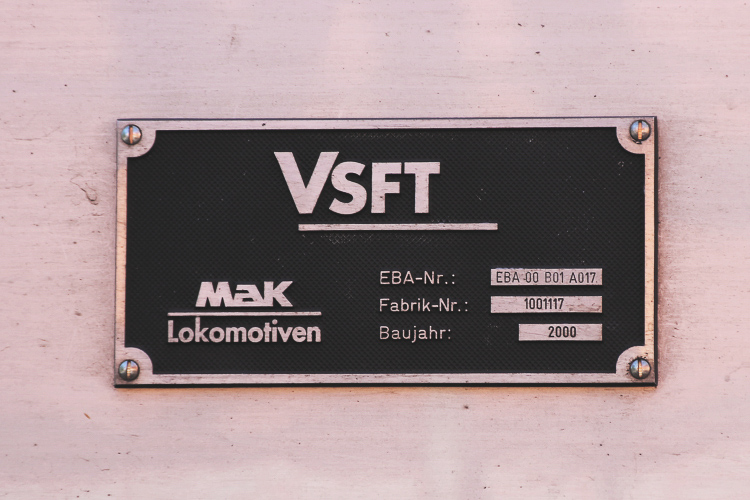 VSFT
MaK
Lokomotiven
EBA-Nr.: EBA 00 B01 A017
Fabrik-Nr.: 1001117
Baujahr: 2000